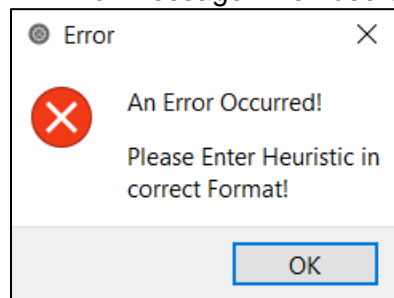 Error
An Error Occurred!
Please Enter Heuristic in
correct Format!
OK